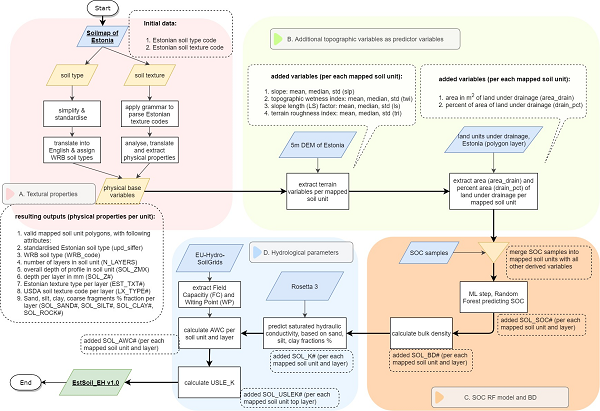 Start
Soilmap of
Estonia
Initial data:
1. Estonian soil type code
2. Estonian soil texture code
soil type
soil texture
simplify &
standardise
apply grammar to
parse Estonian
texture codes
translate into
English & assign
WRB soil types
analyse, translate
and extract
physical properties
physical base
variables
A. Textural properties
resulting outputs (physical properties per unit):
1. valid mapped soil unit polygons, with following
attributes:
2. standardised Estonian soil type (upd_siffer)
3. WRB soil type (WRB_code)
4. number of layers in soil unit (N_LAYERS)
5. overall depth of profile in soil unit (SOL_ZMX)
6. depth per layer in mm (SOL_Z#)
7. Estonian texture type per layer (EST_TXT#)
8. USDA soil texture code per layer (LX_TYPE#)
9. Sand, silt, clay, coarse fragments % fraction per
layer (SOL_SAND#, SOL_SILT#, SOL_CLAY#,
SOL_ROCK#)
B. Additional topographic variables as predictor variables
added variables (per each mapped soil unit):
1. slope: mean, median, std (slp)
2. topographic wetness index: mean, median, std (twi)
3. slope length (LS) factor: mean, median, std (ls)
4. terrain roughness index: mean, median, std (tri)
added variables (per each mapped soil unit):
1. area in m2 of land under drainage (area_drain)
2. percent of area of land under drainage (drain_pct)
5m DEM of Estonia
land units under drainage,
Estonia (polygon layer)
extract terrain
variables per mapped
soil unit
extract area (area_drain) and
percent area (drain_pct) of
land under drainage per
mapped soil unit
EU-Hydro-
SoilGrids
D. Hydrological parameters
SOC samples
merge SOC samples into
mapped soil units with all
other derived variables
extract Field
Capacity (FC) and
Wilting Point (WP)
Rosetta 3
ML step, Random
Forest predicting SOC
added SOL_SOC# (per each
mapped soil unit and layer)
calculate AWC per
soil unit and layer
predict saturated hydraulic
conductivity, based on sand,
silt, clay fractions %
calculate bulk density
added SOL_AWC# (per each
mapped soil unit and layer)
added SOL_K# (per each
mapped soil unit and layer)
added SOL_BD# (per each
mapped soil unit and layer)
End
EstSoil_EH v1.0
calculate USLE_K
added SOL_USLEK# (per each
mapped soil unit top layer)
C. SOC RF model and BD